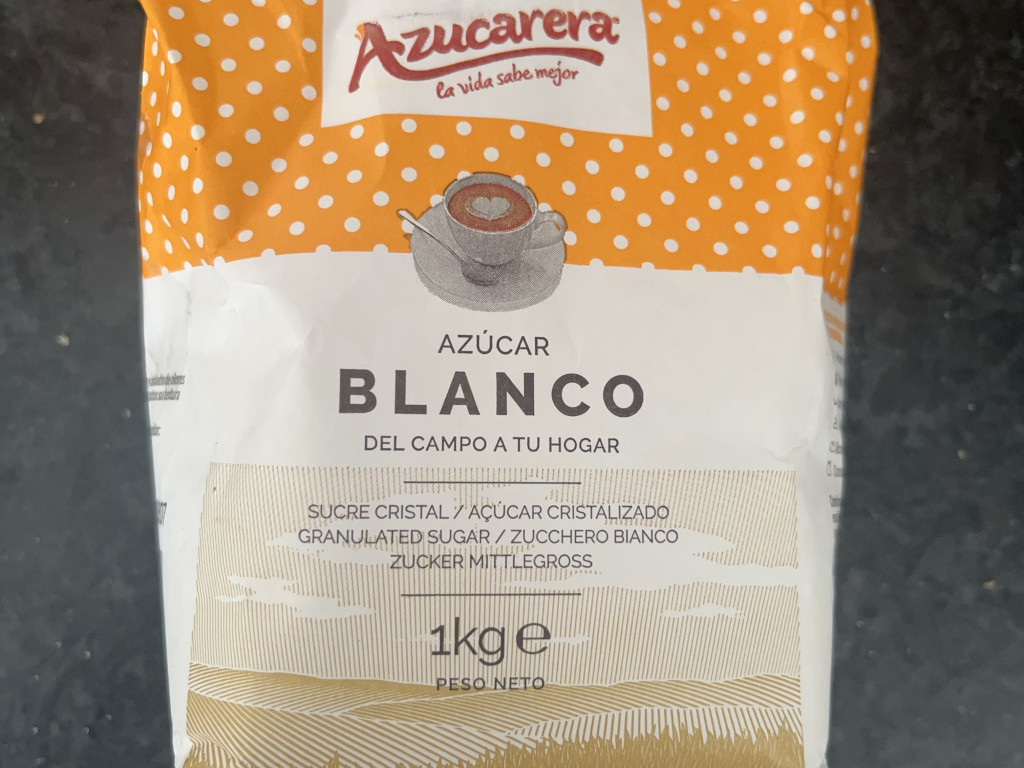 Azucarera
la vida sabe mejor
AZÚCAR
BLANCO
DEL CAMPO A TU HOGAR
SUCRE CRISTAL / AÇÚCAR CRISTALIZADO
GRANULATED SUGAR / ZUCCHERO BIANCO
ZUCKER MITTLEGROSS
1kg e
PESO NETO